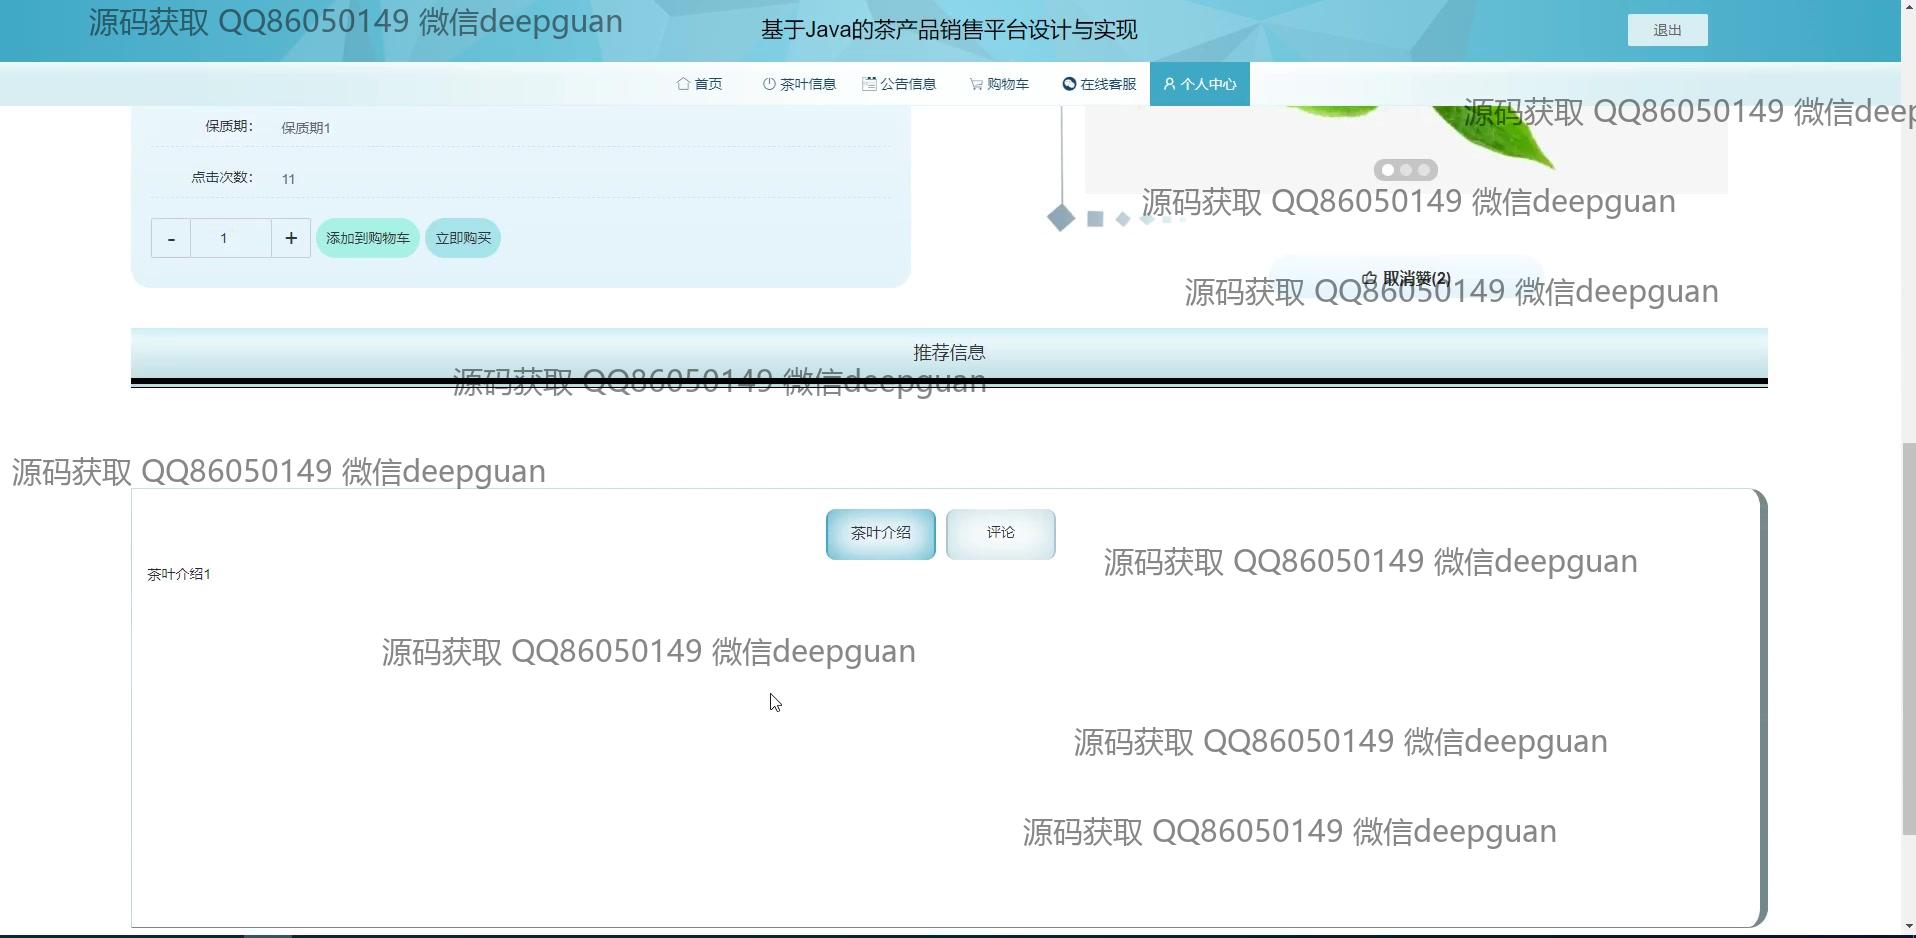 源码获取 QQ86050149 微信deepguan
基于Java的茶产品销售平台设计与实现
退出
首页 茶叶信息 公告信息 购物车 在线客服 个人中心
源码获取 QQ86050149 微信deep
保质期： 保质期1
点击次数： 11
源码获取 QQ86050149 微信deepguan
- 1 + 添加到购物车 立即购买
取消赞(2)
源码获取 QQ86050149 微信deepguan
推荐信息
源码获取 QQ86050149 微信deepguan
源码获取 QQ86050149 微信deepguan
茶叶介绍 评论
源码获取 QQ86050149 微信deepguan
茶叶介绍1
源码获取 QQ86050149 微信deepguan
源码获取 QQ86050149 微信deepguan
源码获取 QQ86050149 微信deepguan